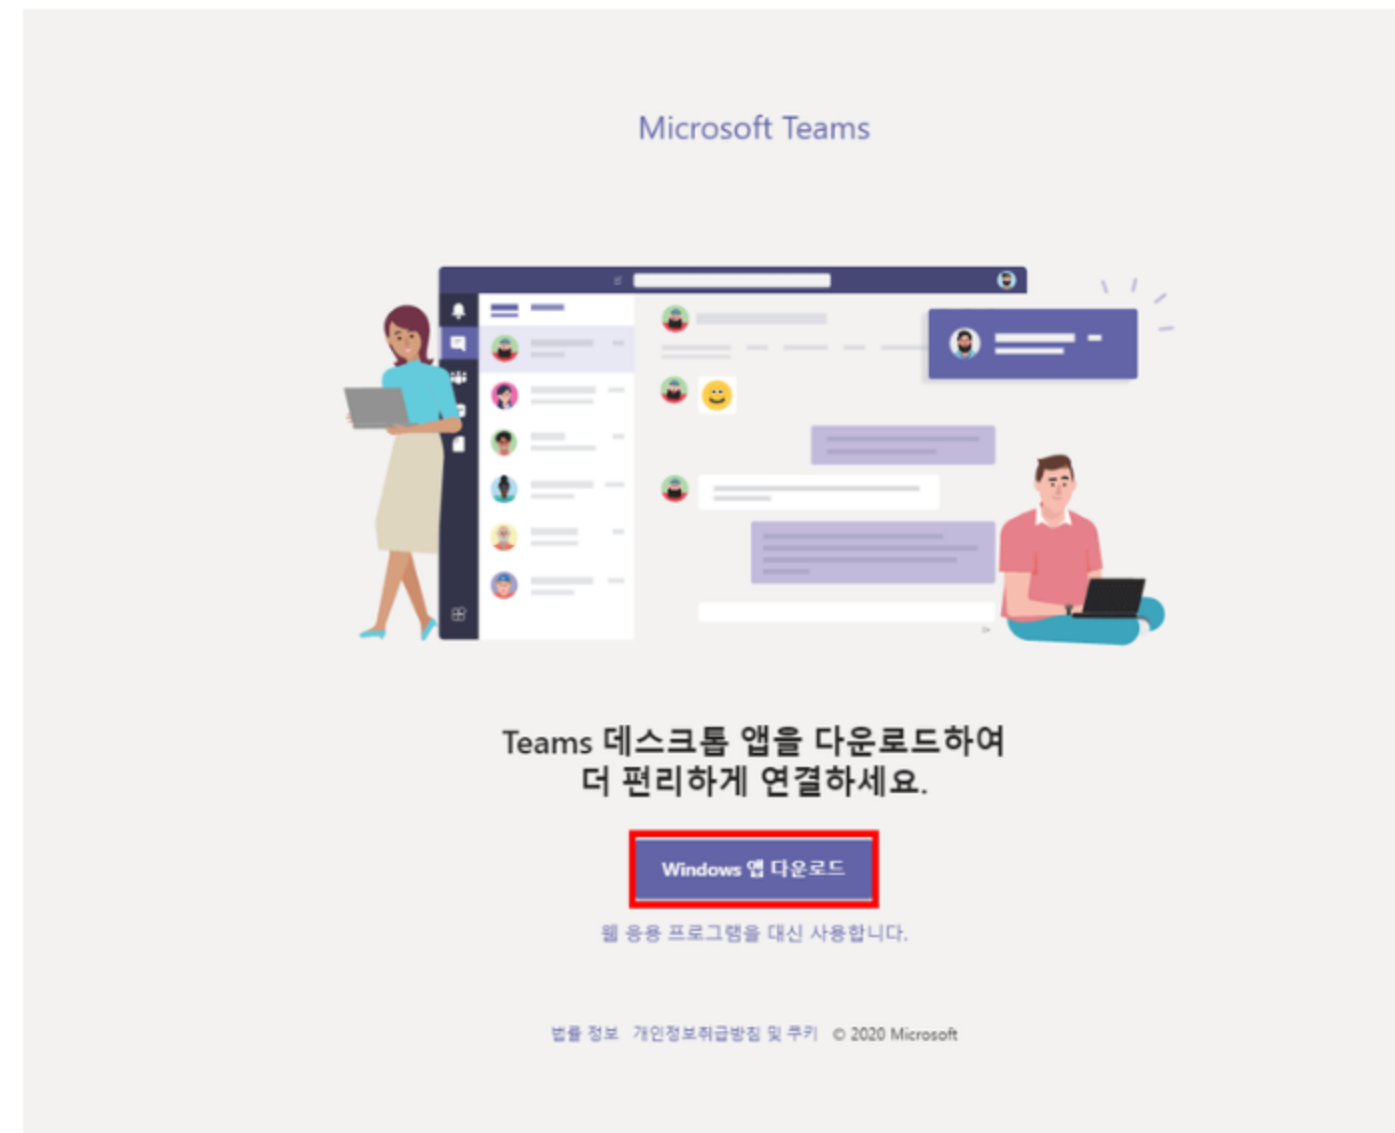 Microsoft Teams
Teams 데스크톱 앱을 다운로드하여
더 편리하게 연결하세요.
Windows 앱 다운로드
웹 응용 프로그램을 대신 사용합니다.
법률 정보 개인정보취급방침 및 쿠키 © 2020 Microsoft